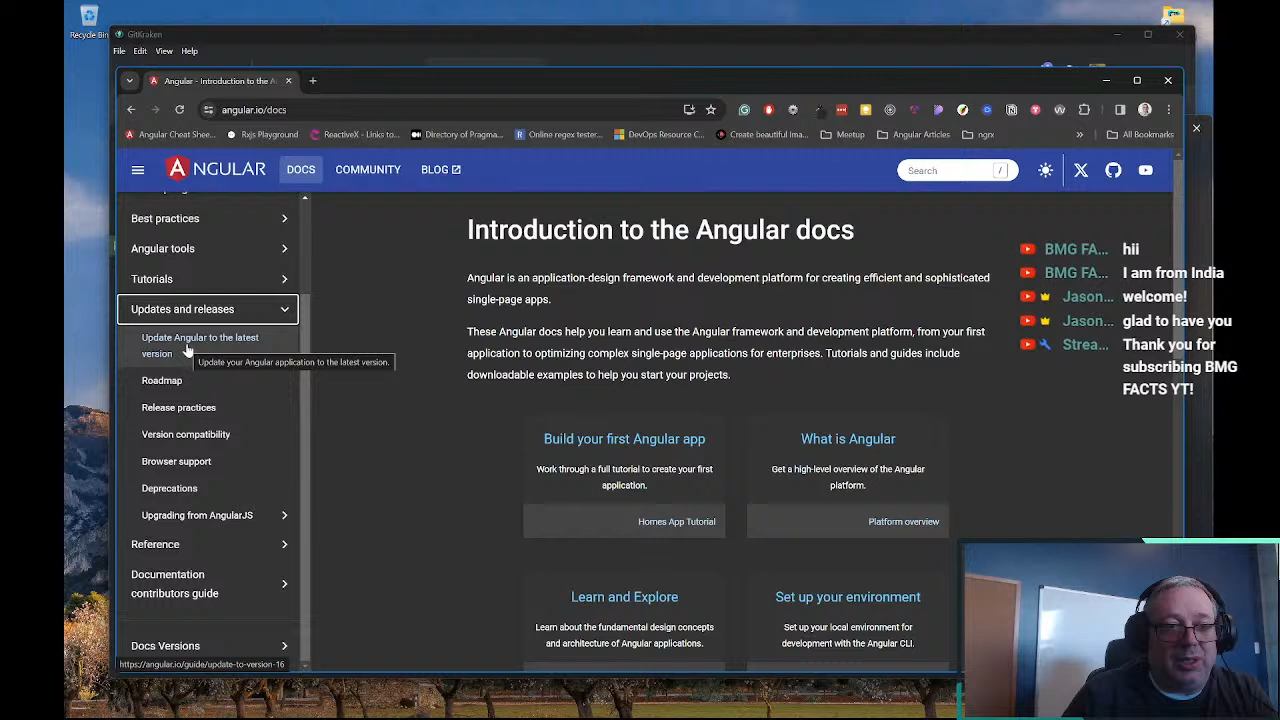 Recycle Bin
GitKraken
File Edit View Help
Angular - Introduction to the A
angular.io/docs
Angular Cheat Shee...
Rxjs Playground
ReactiveX - Links to...
Directory of Pragma...
Online regex tester...
DevOps Resource C...
Create beautiful Ima...
Meetup
Angular Articles
ngrx
All Bookmarks
ANGULAR
DOCS
COMMUNITY
BLOG
Search
/
Best practices
Angular tools
Tutorials
Updates and releases
Update Angular to the latest
version
Update your Angular application to the latest version.
Roadmap
Release practices
Version compatibility
Browser support
Deprecations
Upgrading from AngularJS
Reference
Documentation
contributors guide
Docs Versions
https://angular.io/guide/update-to-version-16
Introduction to the Angular docs
Angular is an application-design framework and development platform for creating efficient and sophisticated
single-page apps.
These Angular docs help you learn and use the Angular framework and development platform, from your first
application to optimizing complex single-page applications for enterprises. Tutorials and guides include
downloadable examples to help you start your projects.
Build your first Angular app
Work through a full tutorial to create your first
application.
Homes App Tutorial
What is Angular
Get a high-level overview of the Angular
platform.
Platform overview
Learn and Explore
Learn about the fundamental design concepts
and architecture of Angular applications.
Set up your environment
Set up your local environment for
development with the Angular CLI.
BMG FA... hii
BMG FA... I am from India
Jason... welcome!
Jason... glad to have you
Strea... Thank you for
subscribing BMG
FACTS YT!